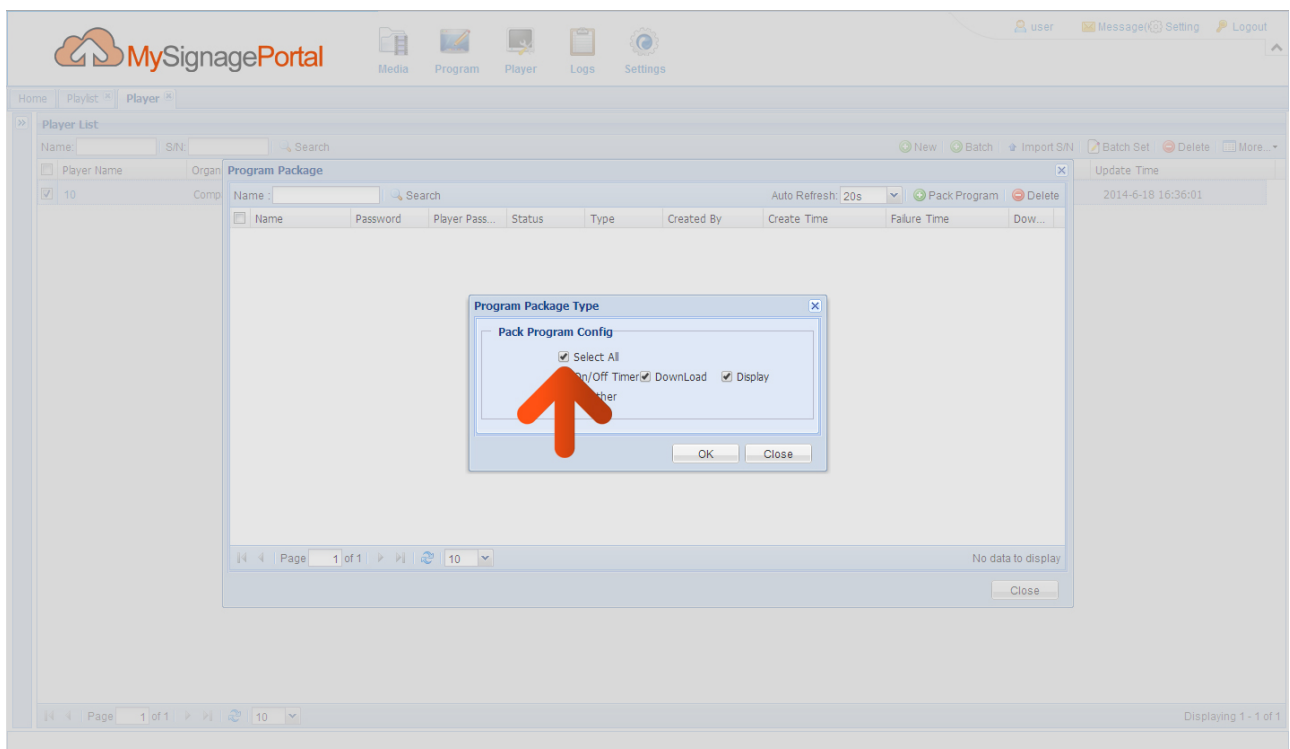 user Message( Setting Logout
MySignagePortal
Media Program Player Logs Settings
Home Playlist Player
Player List
Name: S/N: Search New Batch Import S/N Batch Set Delete More...
Player Name Organ Update Time
10 Comp 2014-6-18 16:36:01
Program Package
Name : Search Auto Refresh: 20s Pack Program Delete
Name Password Player Pass... Status Type Created By Create Time Failure Time Dow...
Program Package Type
Pack Program Config
Select All
On/Off Timer DownLoad Display
OK Close
Page 1 of 1 10 No data to display
Close
Page 1 of 1 10 Displaying 1 - 1 of 1